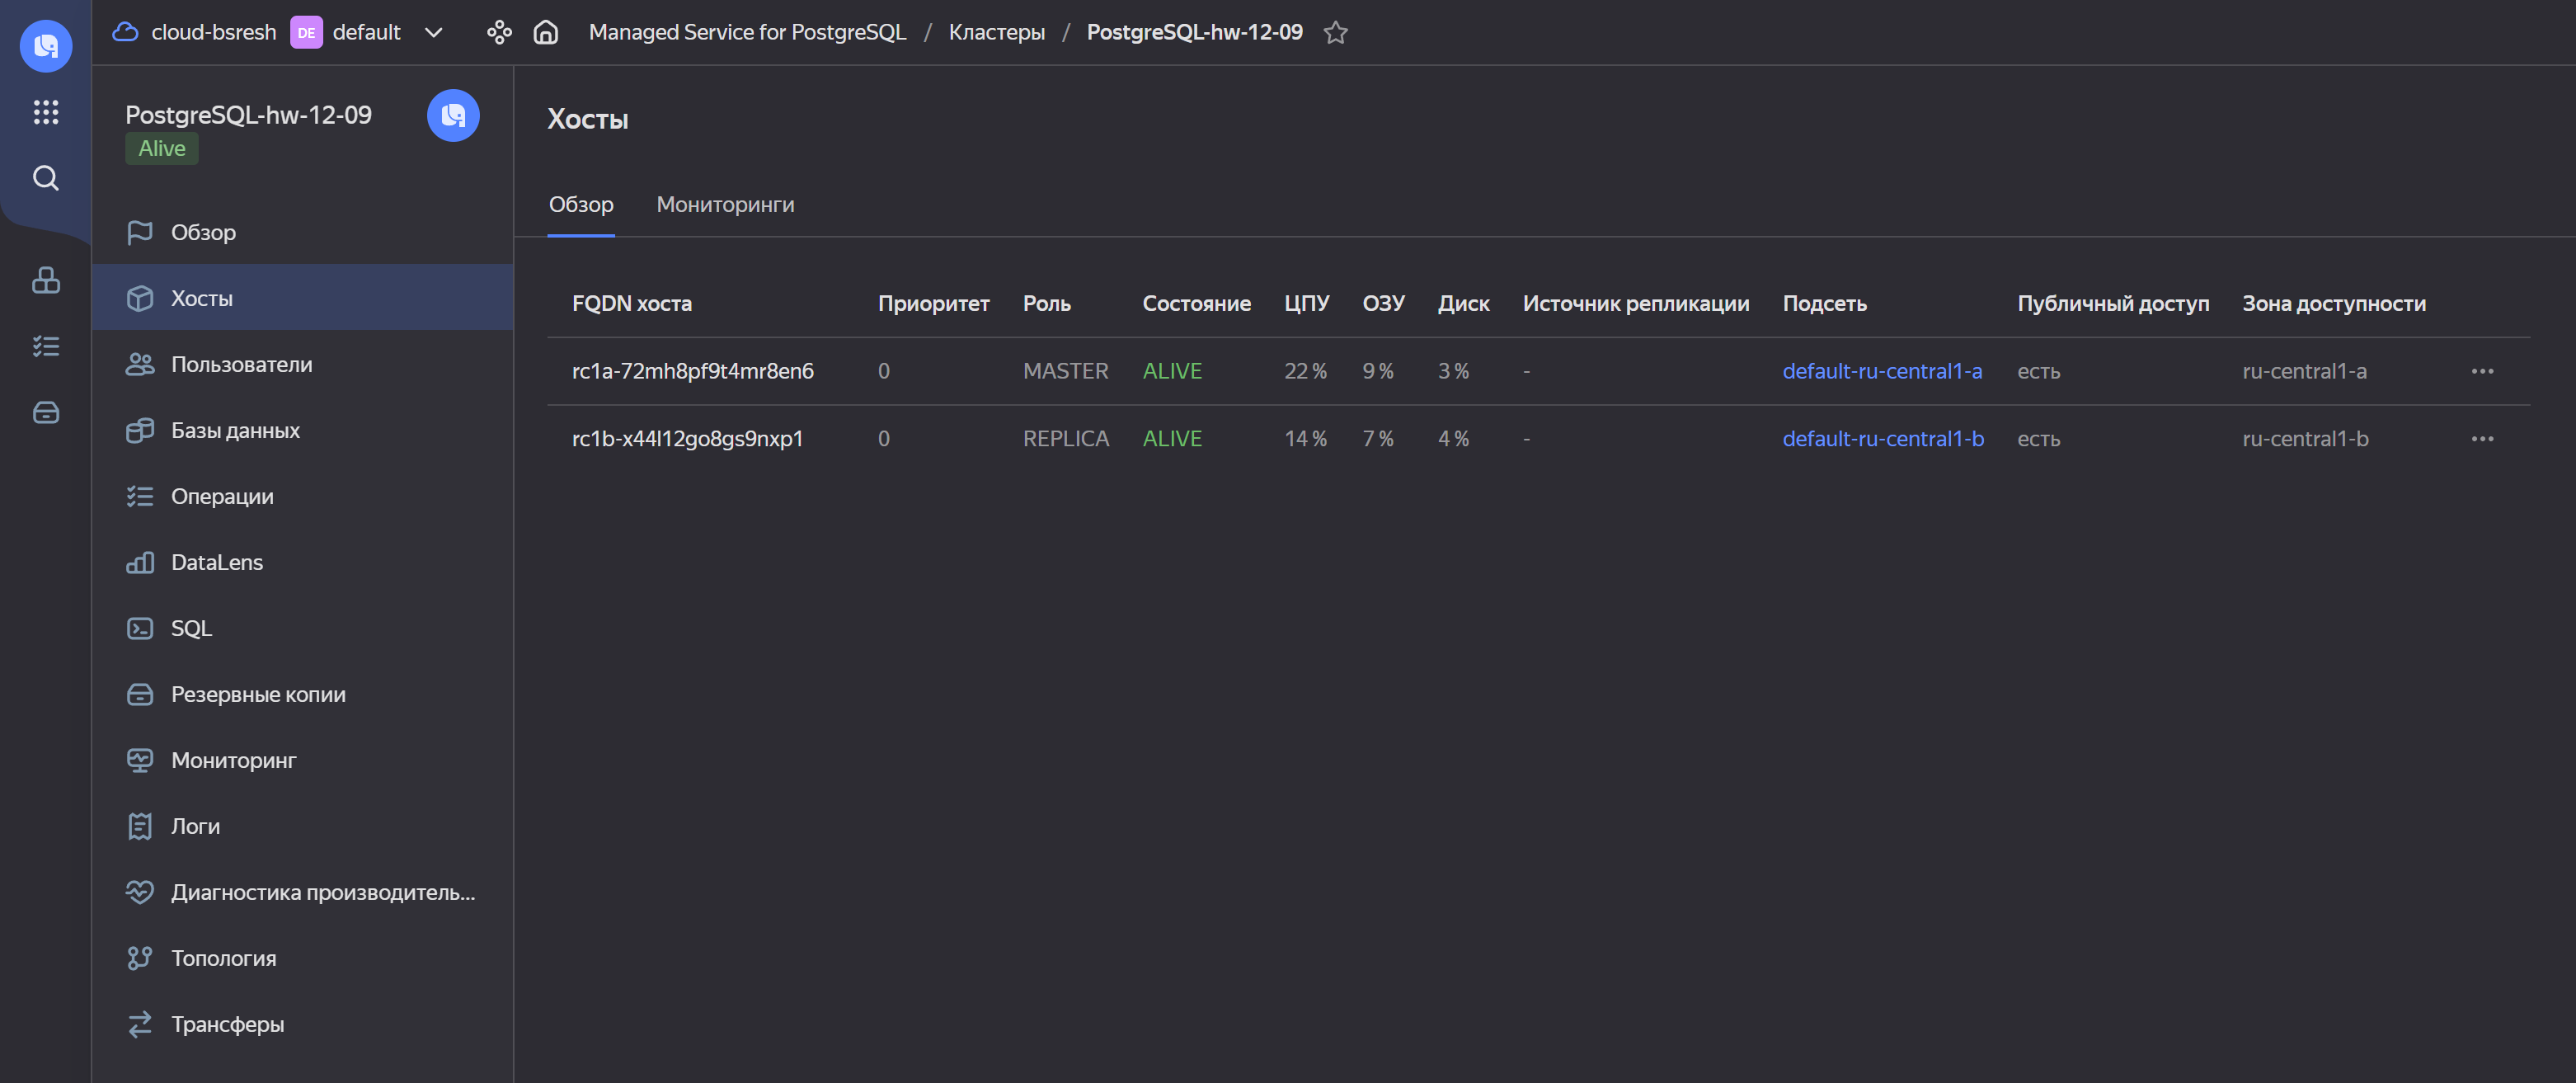 cloud-bsresh DE default Managed Service for PostgreSQL / Кластеры / PostgreSQL-hw-12-09
PostgreSQL-hw-12-09
Alive
Обзор
Хосты
Пользователи
Базы данных
Операции
DataLens
SQL
Резервные копии
Мониторинг
Логи
Диагностика производитель...
Топология
Трансферы
Хосты
Обзор Мониторинги
FQDN хоста Приоритет Роль Состояние ЦПУ ОЗУ Диск Источник репликации Подсеть Публичный доступ Зона доступности
rc1a-72mh8pf9t4mr8en6 0 MASTER ALIVE 22 % 9 % 3 % - default-ru-central1-a есть ru-central1-a
rc1b-x44l12go8gs9nxp1 0 REPLICA ALIVE 14 % 7 % 4 % - default-ru-central1-b есть ru-central1-b